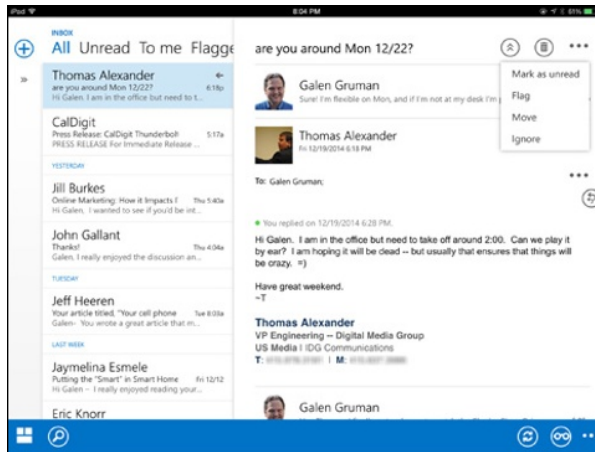 iPad
8:04 PM
61%
INBOX
All Unread To me Flagge
Thomas Alexander
are you around Mon 12/22? 6:18p
Hi Galen. I am in the office but need to t...
CalDigit
Press Release: CalDigit Thunderbolt 5:17a
PRESS RELEASE For Immediate Release ...
YESTERDAY
Jill Burkes
Online Marketing: How it Impacts f Thu 5:40a
Hi Galen, I wanted to see if you'd be int...
John Gallant
Thanks! Thu 4:04a
Galen, I really enjoyed the discussion an...
TUESDAY
Jeff Heeren
Your article titled, "Your cell phone Tue 8:03a
Galen- You wrote a great article that m...
LAST WEEK
Jaymelina Esmele
Putting the "Smart" in Smart Home Fri 12/12
Hi Galen – I really enjoyed reading your...
Eric Knorr
are you around Mon 12/22?
Mark as unread
Flag
Move
Ignore
Galen Gruman
Sure! I'm flexible on Mon, and if I'm not at my desk I'm
Thomas Alexander
Fri 12/19/2014 6:18 PM
To: Galen Gruman;
You replied on 12/19/2014 6:28 PM.
Hi Galen. I am in the office but need to take off around 2:00. Can we play it
by ear? I am hoping it will be dead -- but usually that ensures that things will
be crazy. =)
Have great weekend.
~T
Thomas Alexander
VP Engineering -- Digital Media Group
US Media I IDG Communications
T: I M:
Galen Gruman